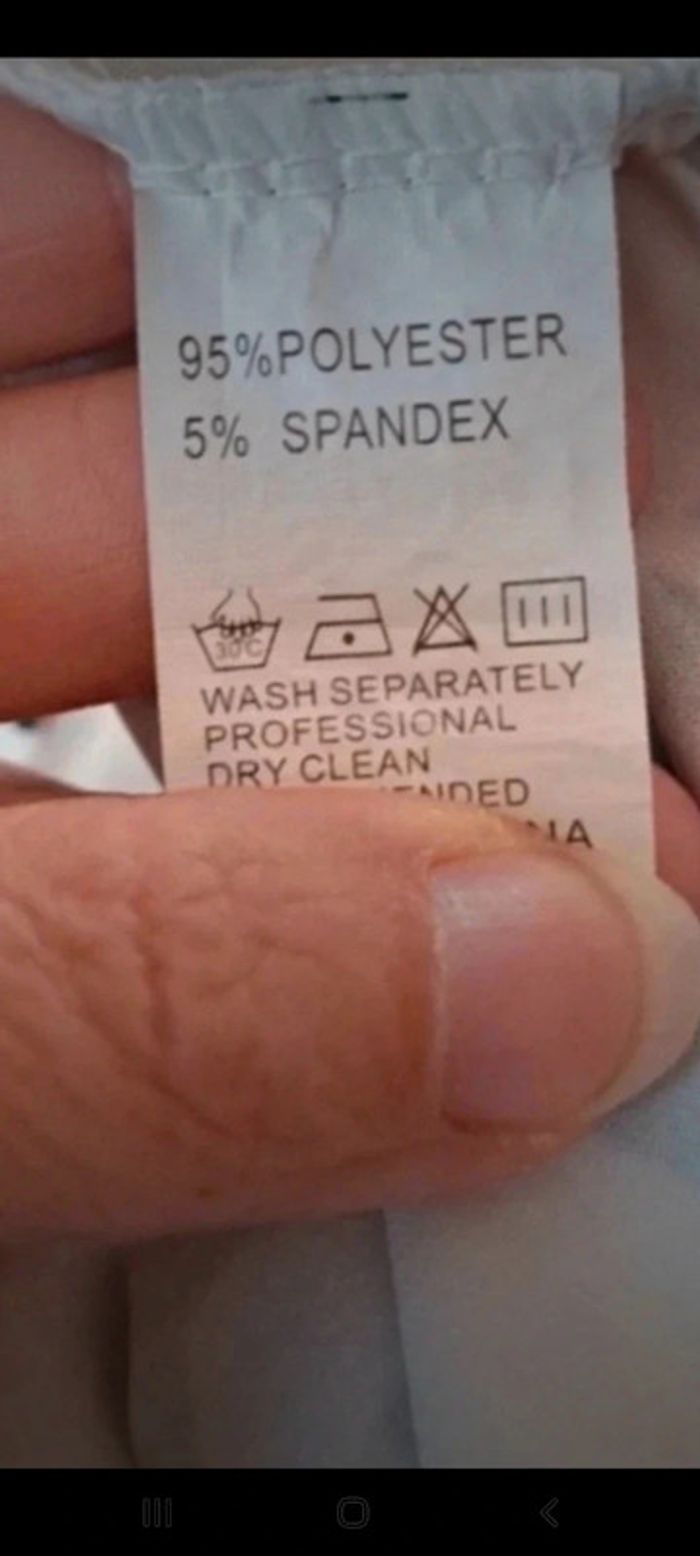 95%POLYESTER
5% SPANDEX
30°C
WASH SEPARATELY
PROFESSIONAL
DRY CLEAN